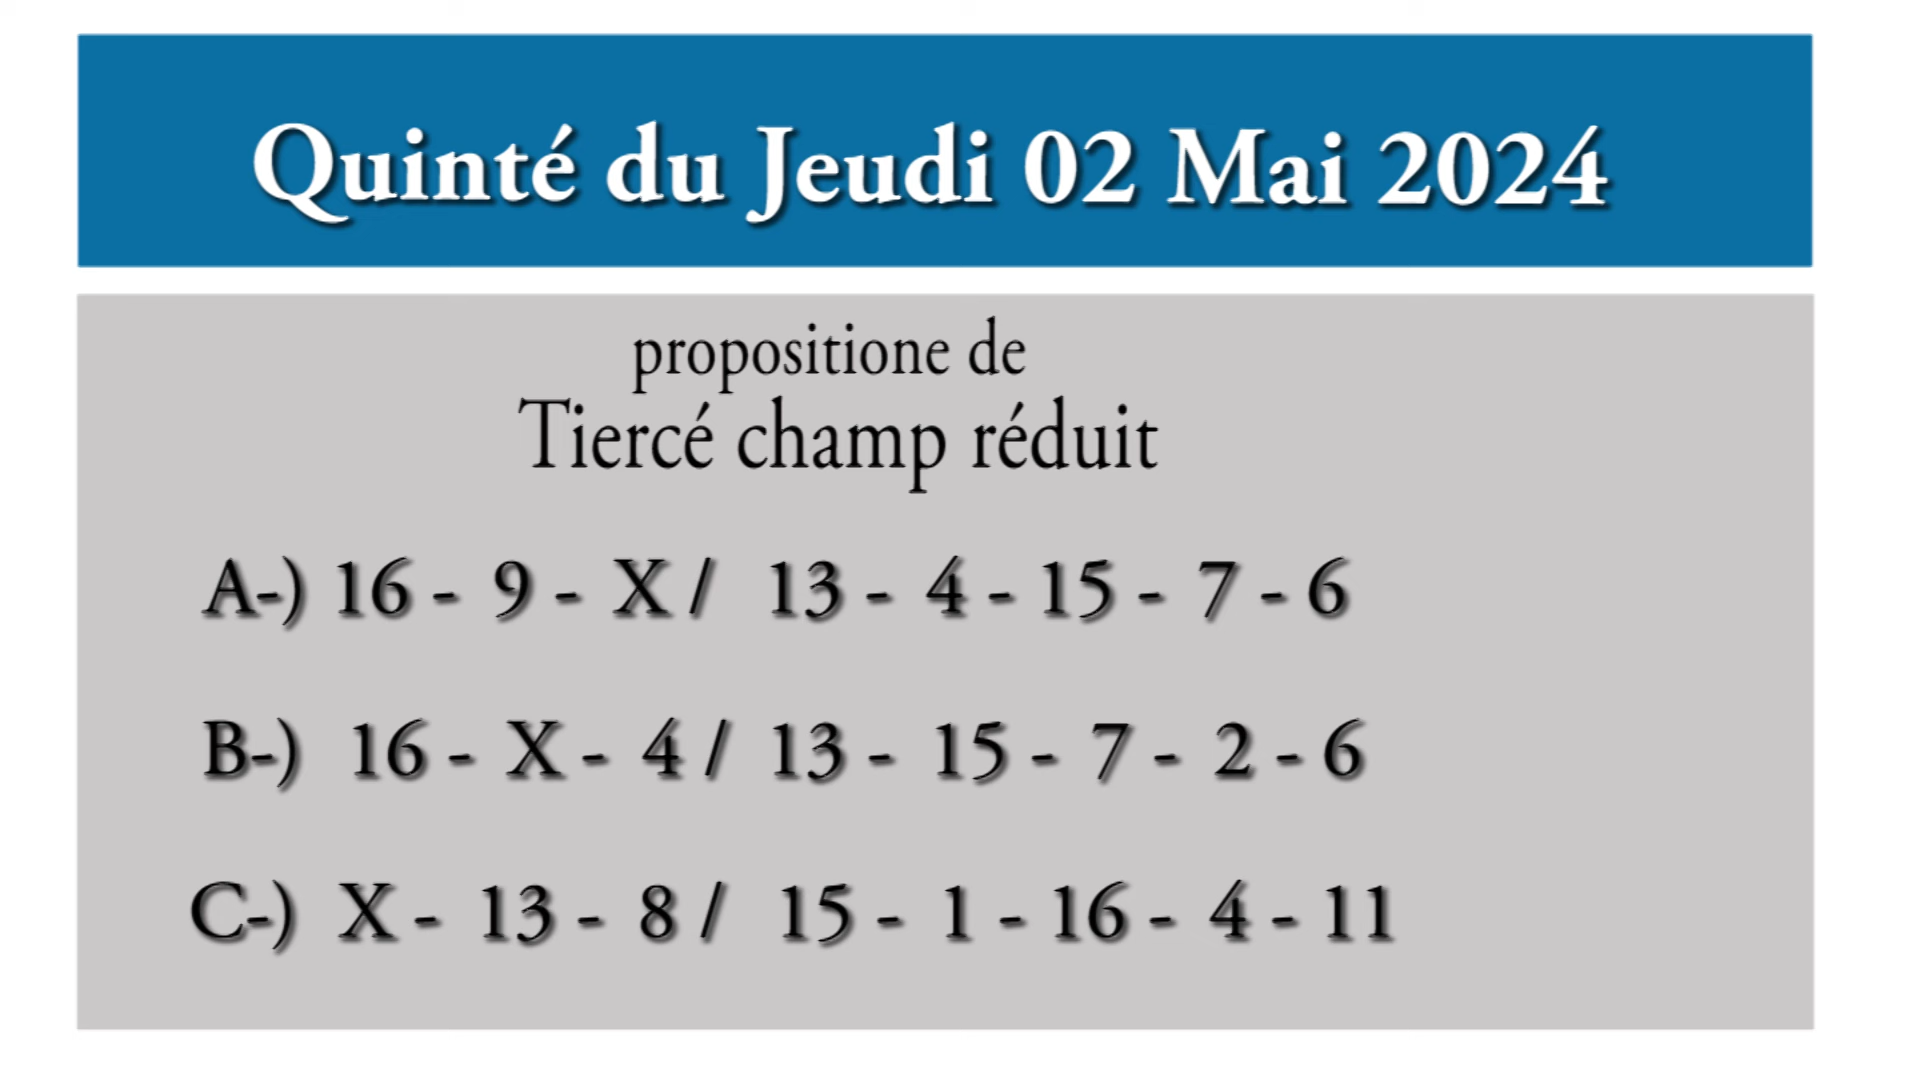 Quinté du Jeudi 02 Mai 2024
propositione de
Tiercé champ réduit
A-) 16 - 9 - X / 13 - 4 - 15 - 7 - 6
B-) 16 - X - 4 / 13 - 15 - 7 - 2 - 6
C-) X - 13 - 8 / 15 - 1 - 16 - 4 - 11